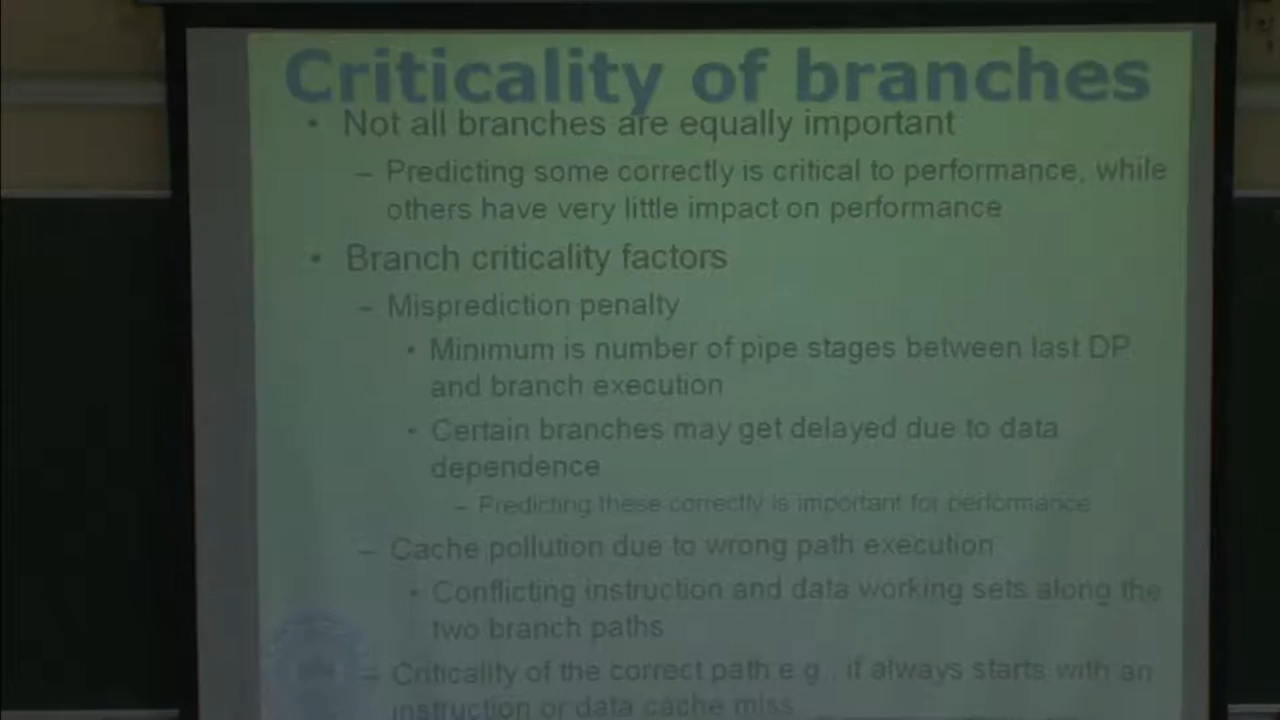 Criticality of branches
• Not all branches are equally important
– Predicting some correctly is critical to performance, while
others have very little impact on performance
• Branch criticality factors
– Misprediction penalty
• Minimum is number of pipe stages between last DP
and branch execution
• Certain branches may get delayed due to data
dependence
– Predicting these correctly is important for performance
– Cache pollution due to wrong path execution
• Conflicting instruction and data working sets along the
two branch paths
– Criticality of the correct path e.g., if always starts with an
instruction or data cache miss